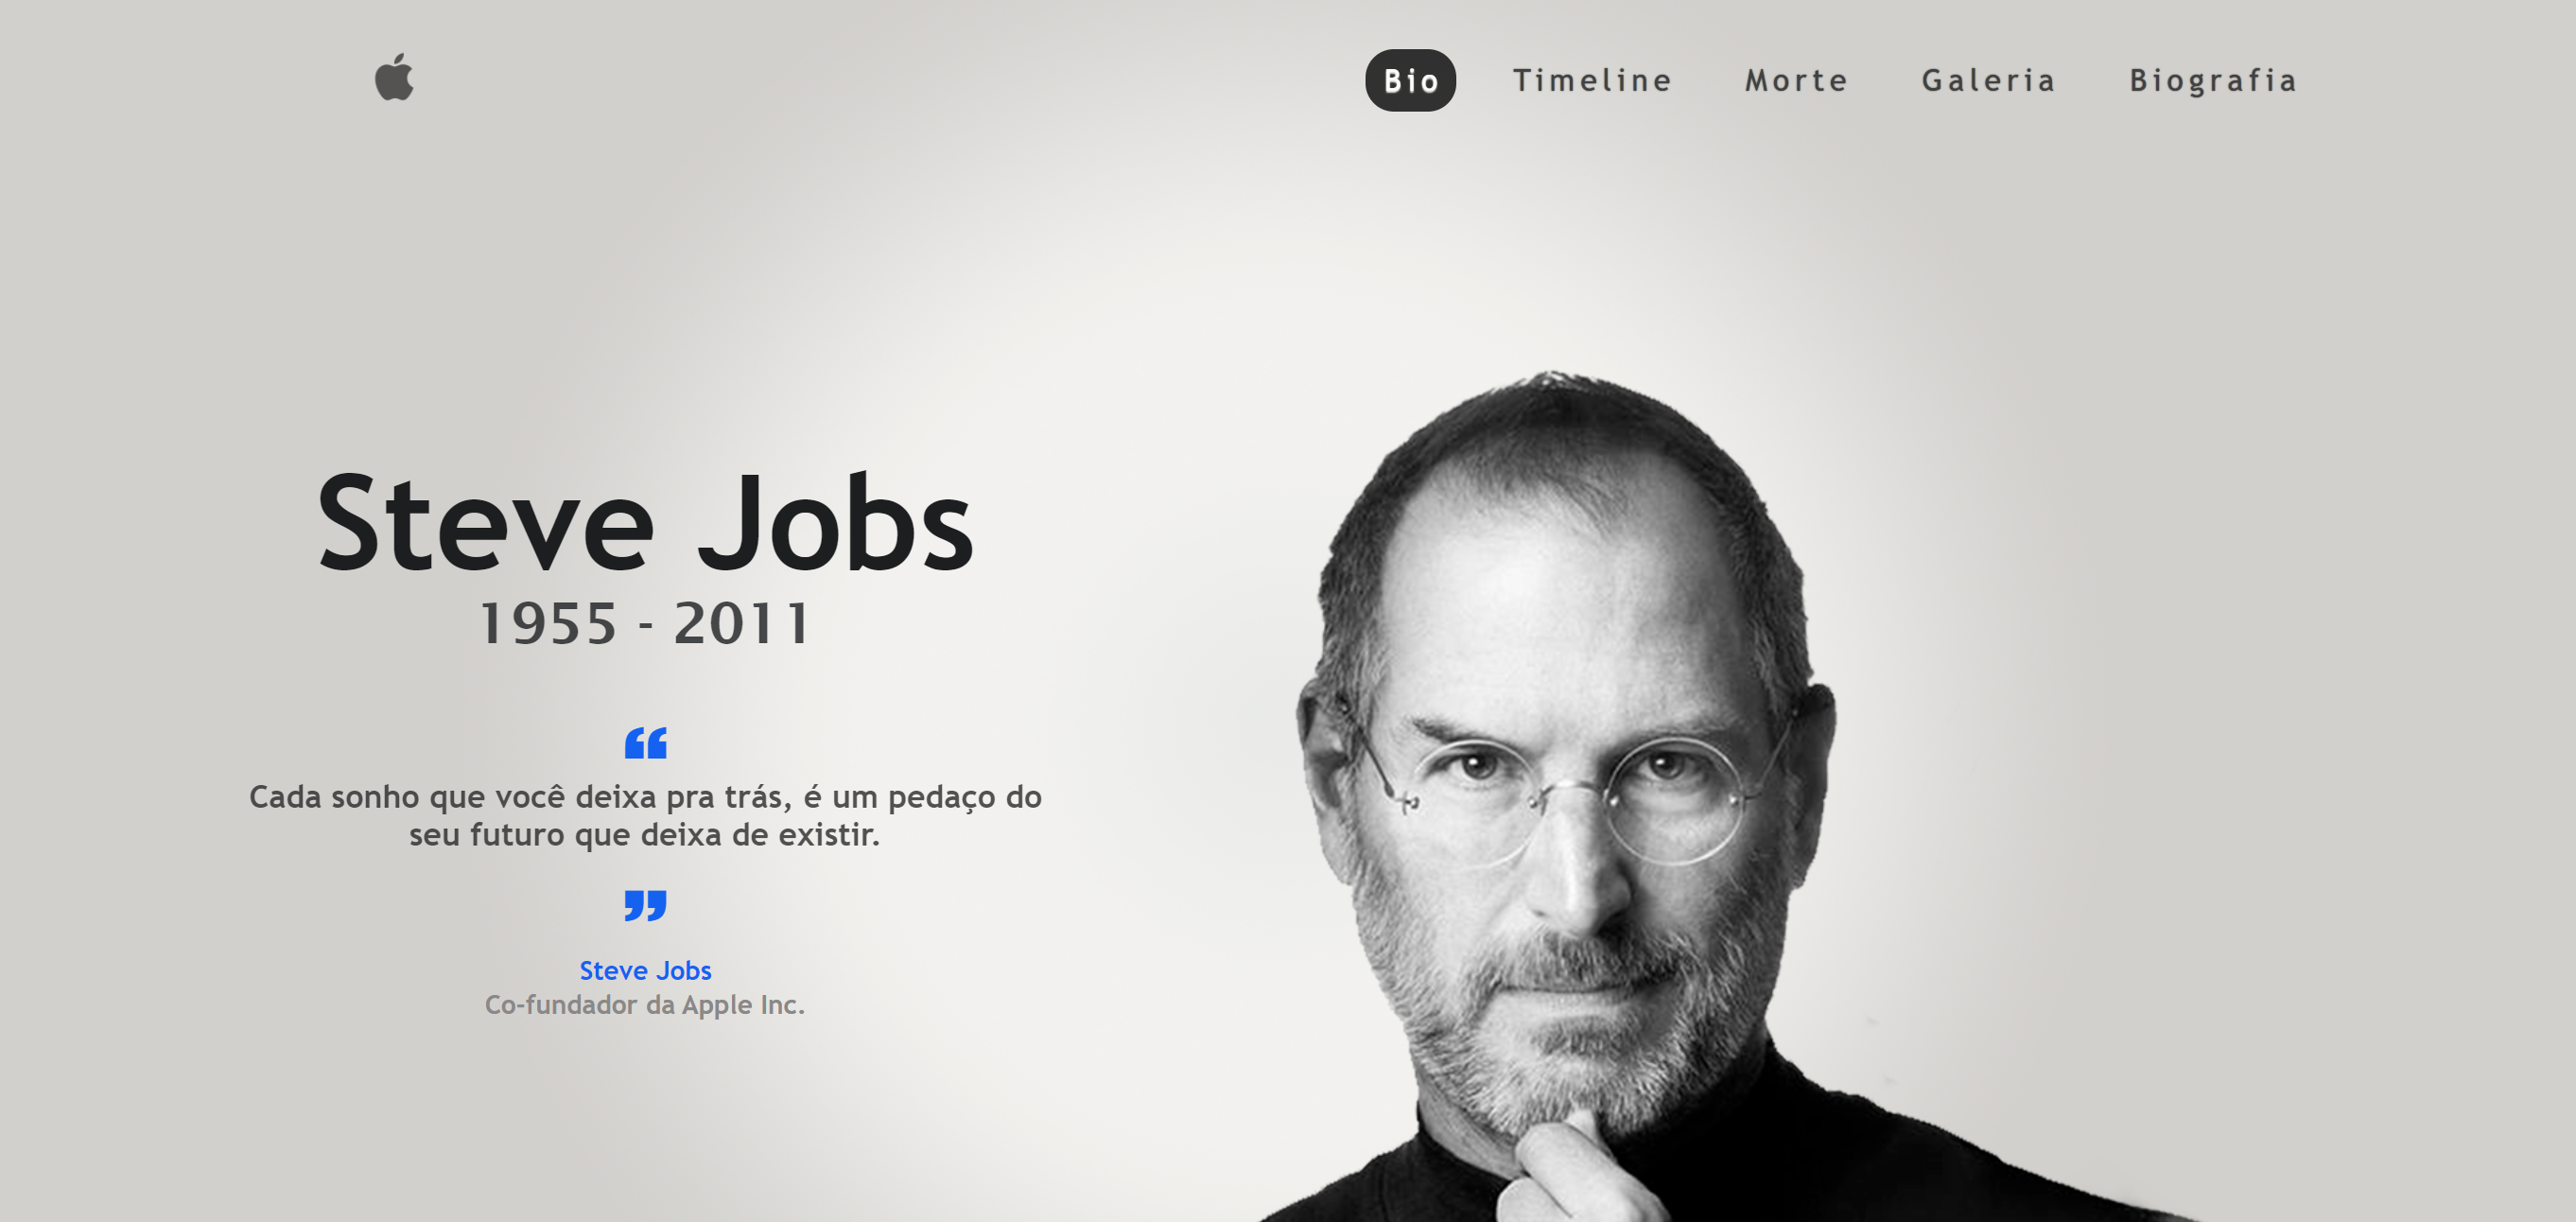 Bio Timeline Morte Galeria Biografia
Steve Jobs
1955 - 2011
“
Cada sonho que você deixa pra trás, é um pedaço do
seu futuro que deixa de existir.
”
Steve Jobs
Co-fundador da Apple Inc.